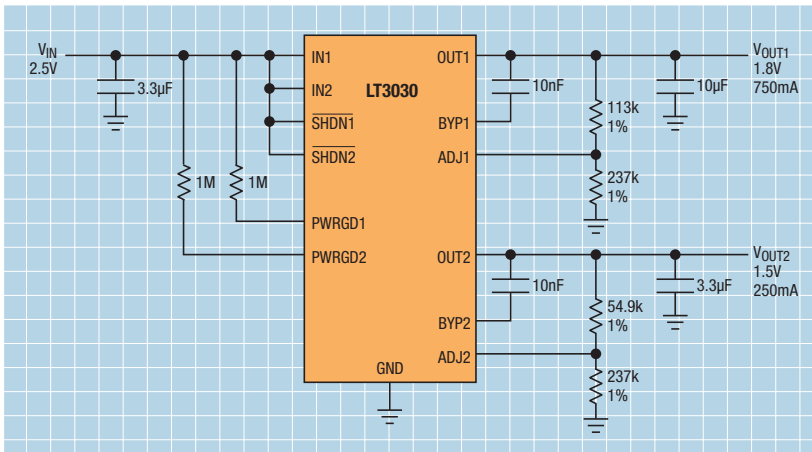 VIN
2.5V
3.3µF
1M
1M
IN1
IN2
SHDN1
SHDN2
PWRGD1
PWRGD2
LT3030
GND
OUT1
BYP1
ADJ1
OUT2
BYP2
ADJ2
10nF
113k
1%
237k
1%
10µF
VOUT1
1.8V
750mA
10nF
54.9k
1%
237k
1%
3.3µF
VOUT2
1.5V
250mA